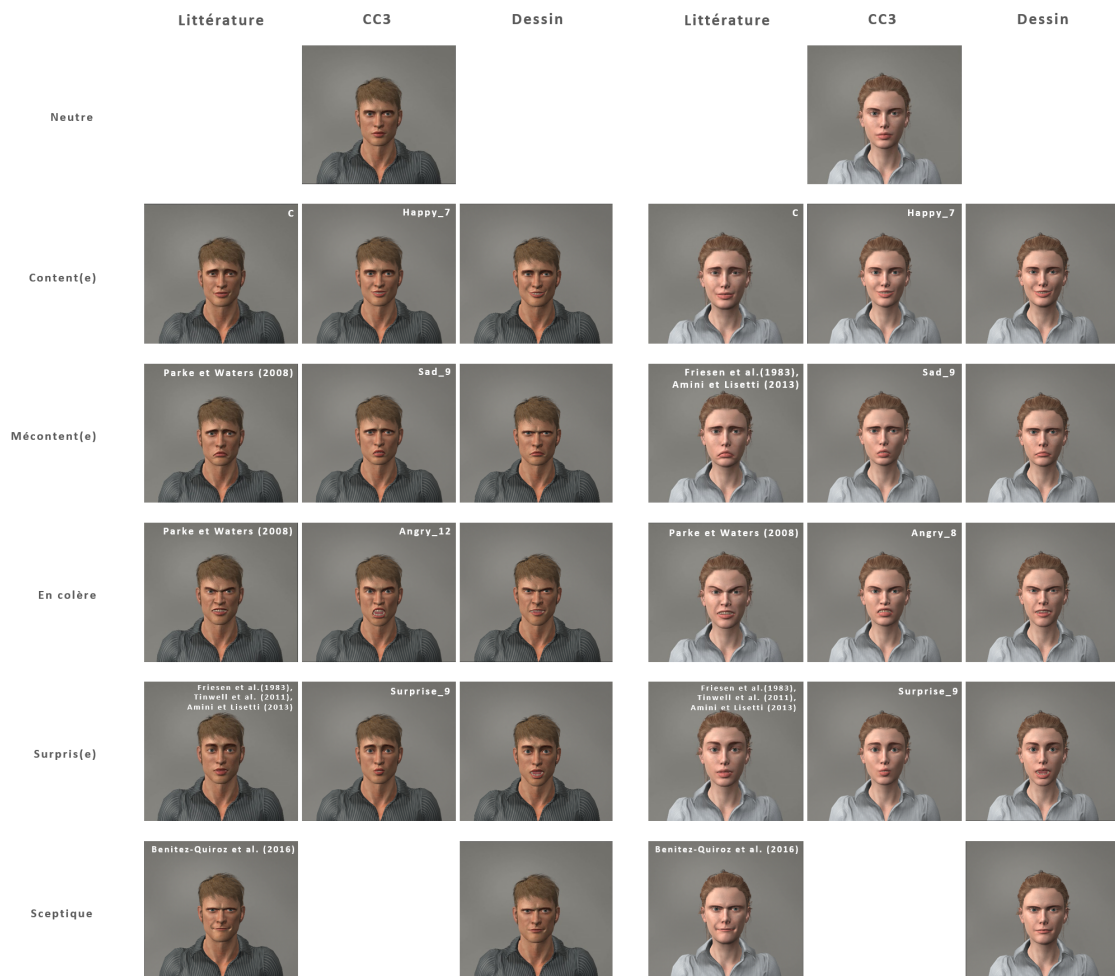 Littérature CC3 Dessin Littérature CC3 Dessin
Neutre
Content(e)
C Happy_7 C Happy_7
Mécontent(e)
Parke et Waters (2008) Sad_9 Friesen et al.(1983), Sad_9
Amini et Lisetti (2013)
En colère
Parke et Waters (2008) Angry_12 Parke et Waters (2008) Angry_8
Surpris(e)
Friesen et al.(1983), Surprise_9 Friesen et al.(1983), Surprise_9
Tinwell et al. (2011), Tinwell et al. (2011),
Amini et Lisetti (2013) Amini et Lisetti (2013)
Sceptique
Benitez-Quiroz et al. (2016) Benitez-Quiroz et al. (2016)